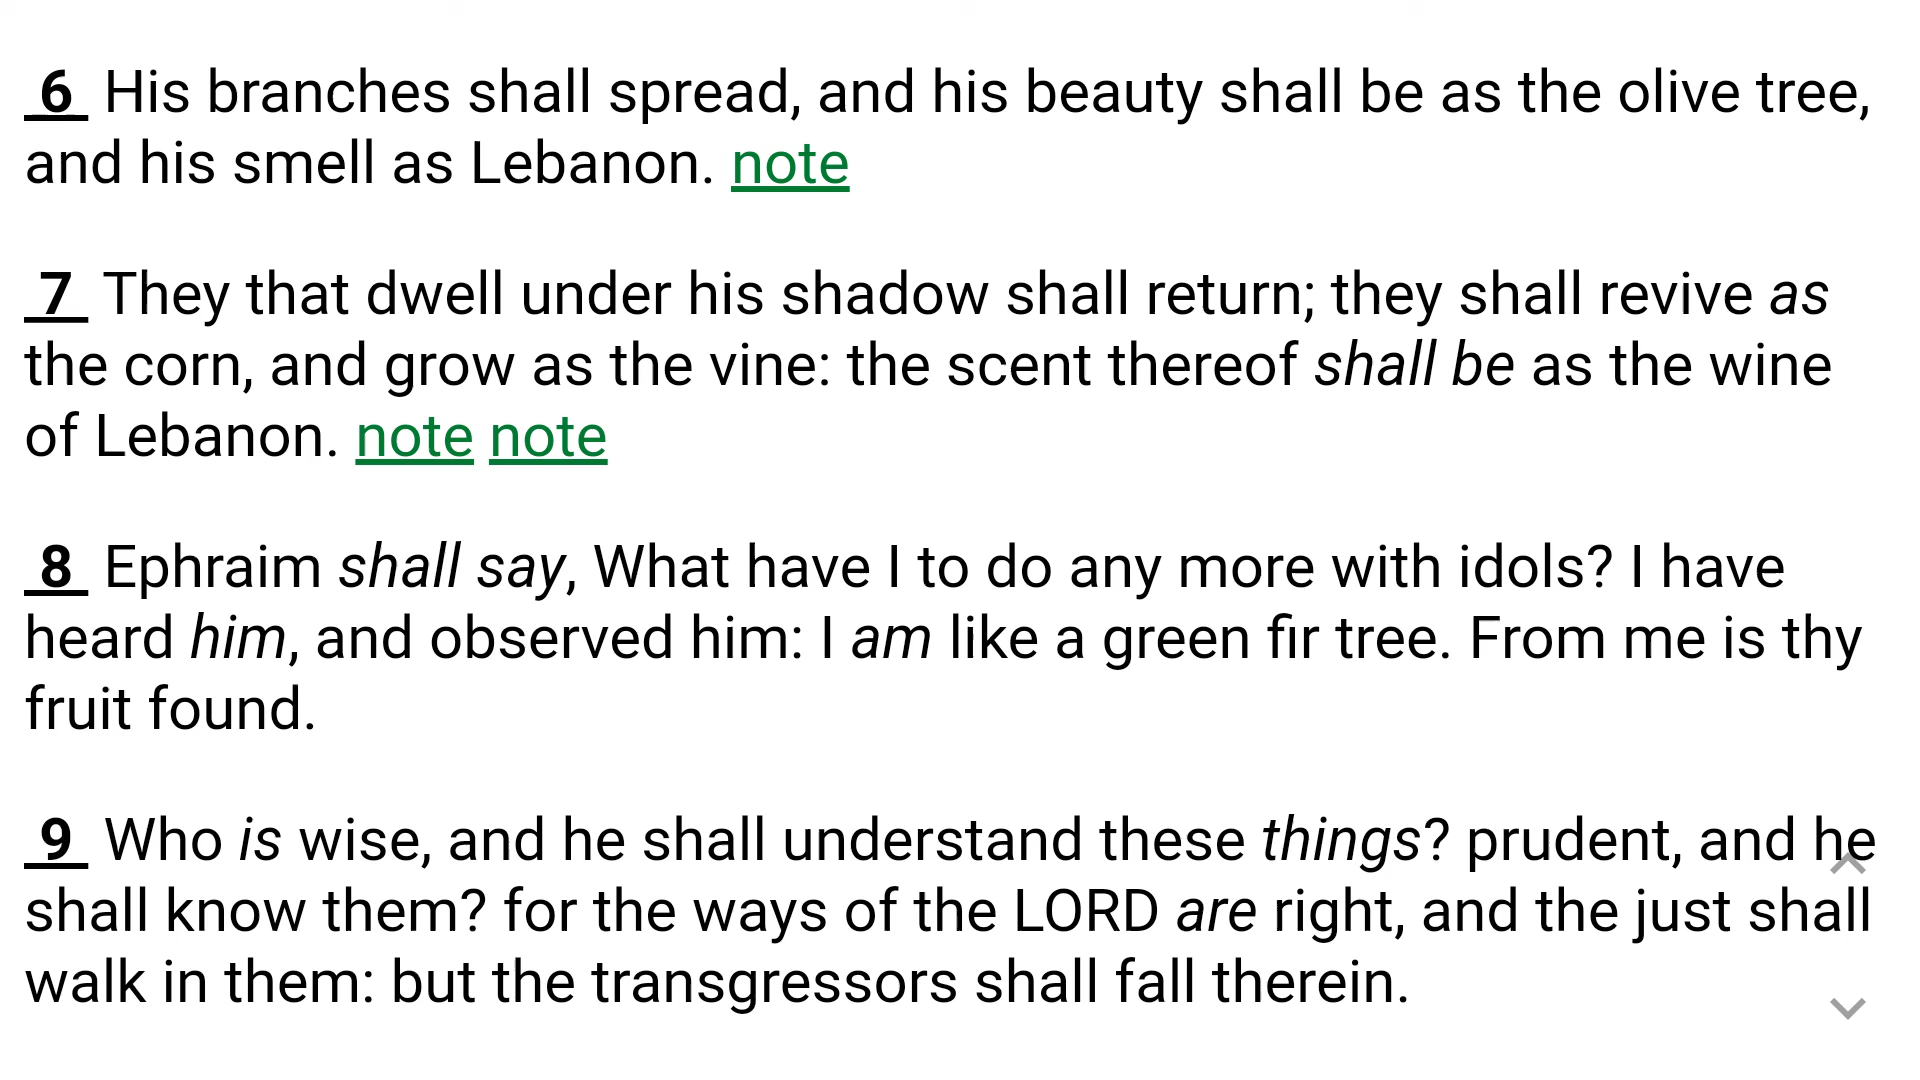 6 His branches shall spread, and his beauty shall be as the olive tree,
and his smell as Lebanon. note
7 They that dwell under his shadow shall return; they shall revive as
the corn, and grow as the vine: the scent thereof shall be as the wine
of Lebanon. note note
8 Ephraim shall say, What have I to do any more with idols? I have
heard him, and observed him: I am like a green fir tree. From me is thy
fruit found.
9 Who is wise, and he shall understand these things? prudent, and he
shall know them? for the ways of the LORD are right, and the just shall
walk in them: but the transgressors shall fall therein.